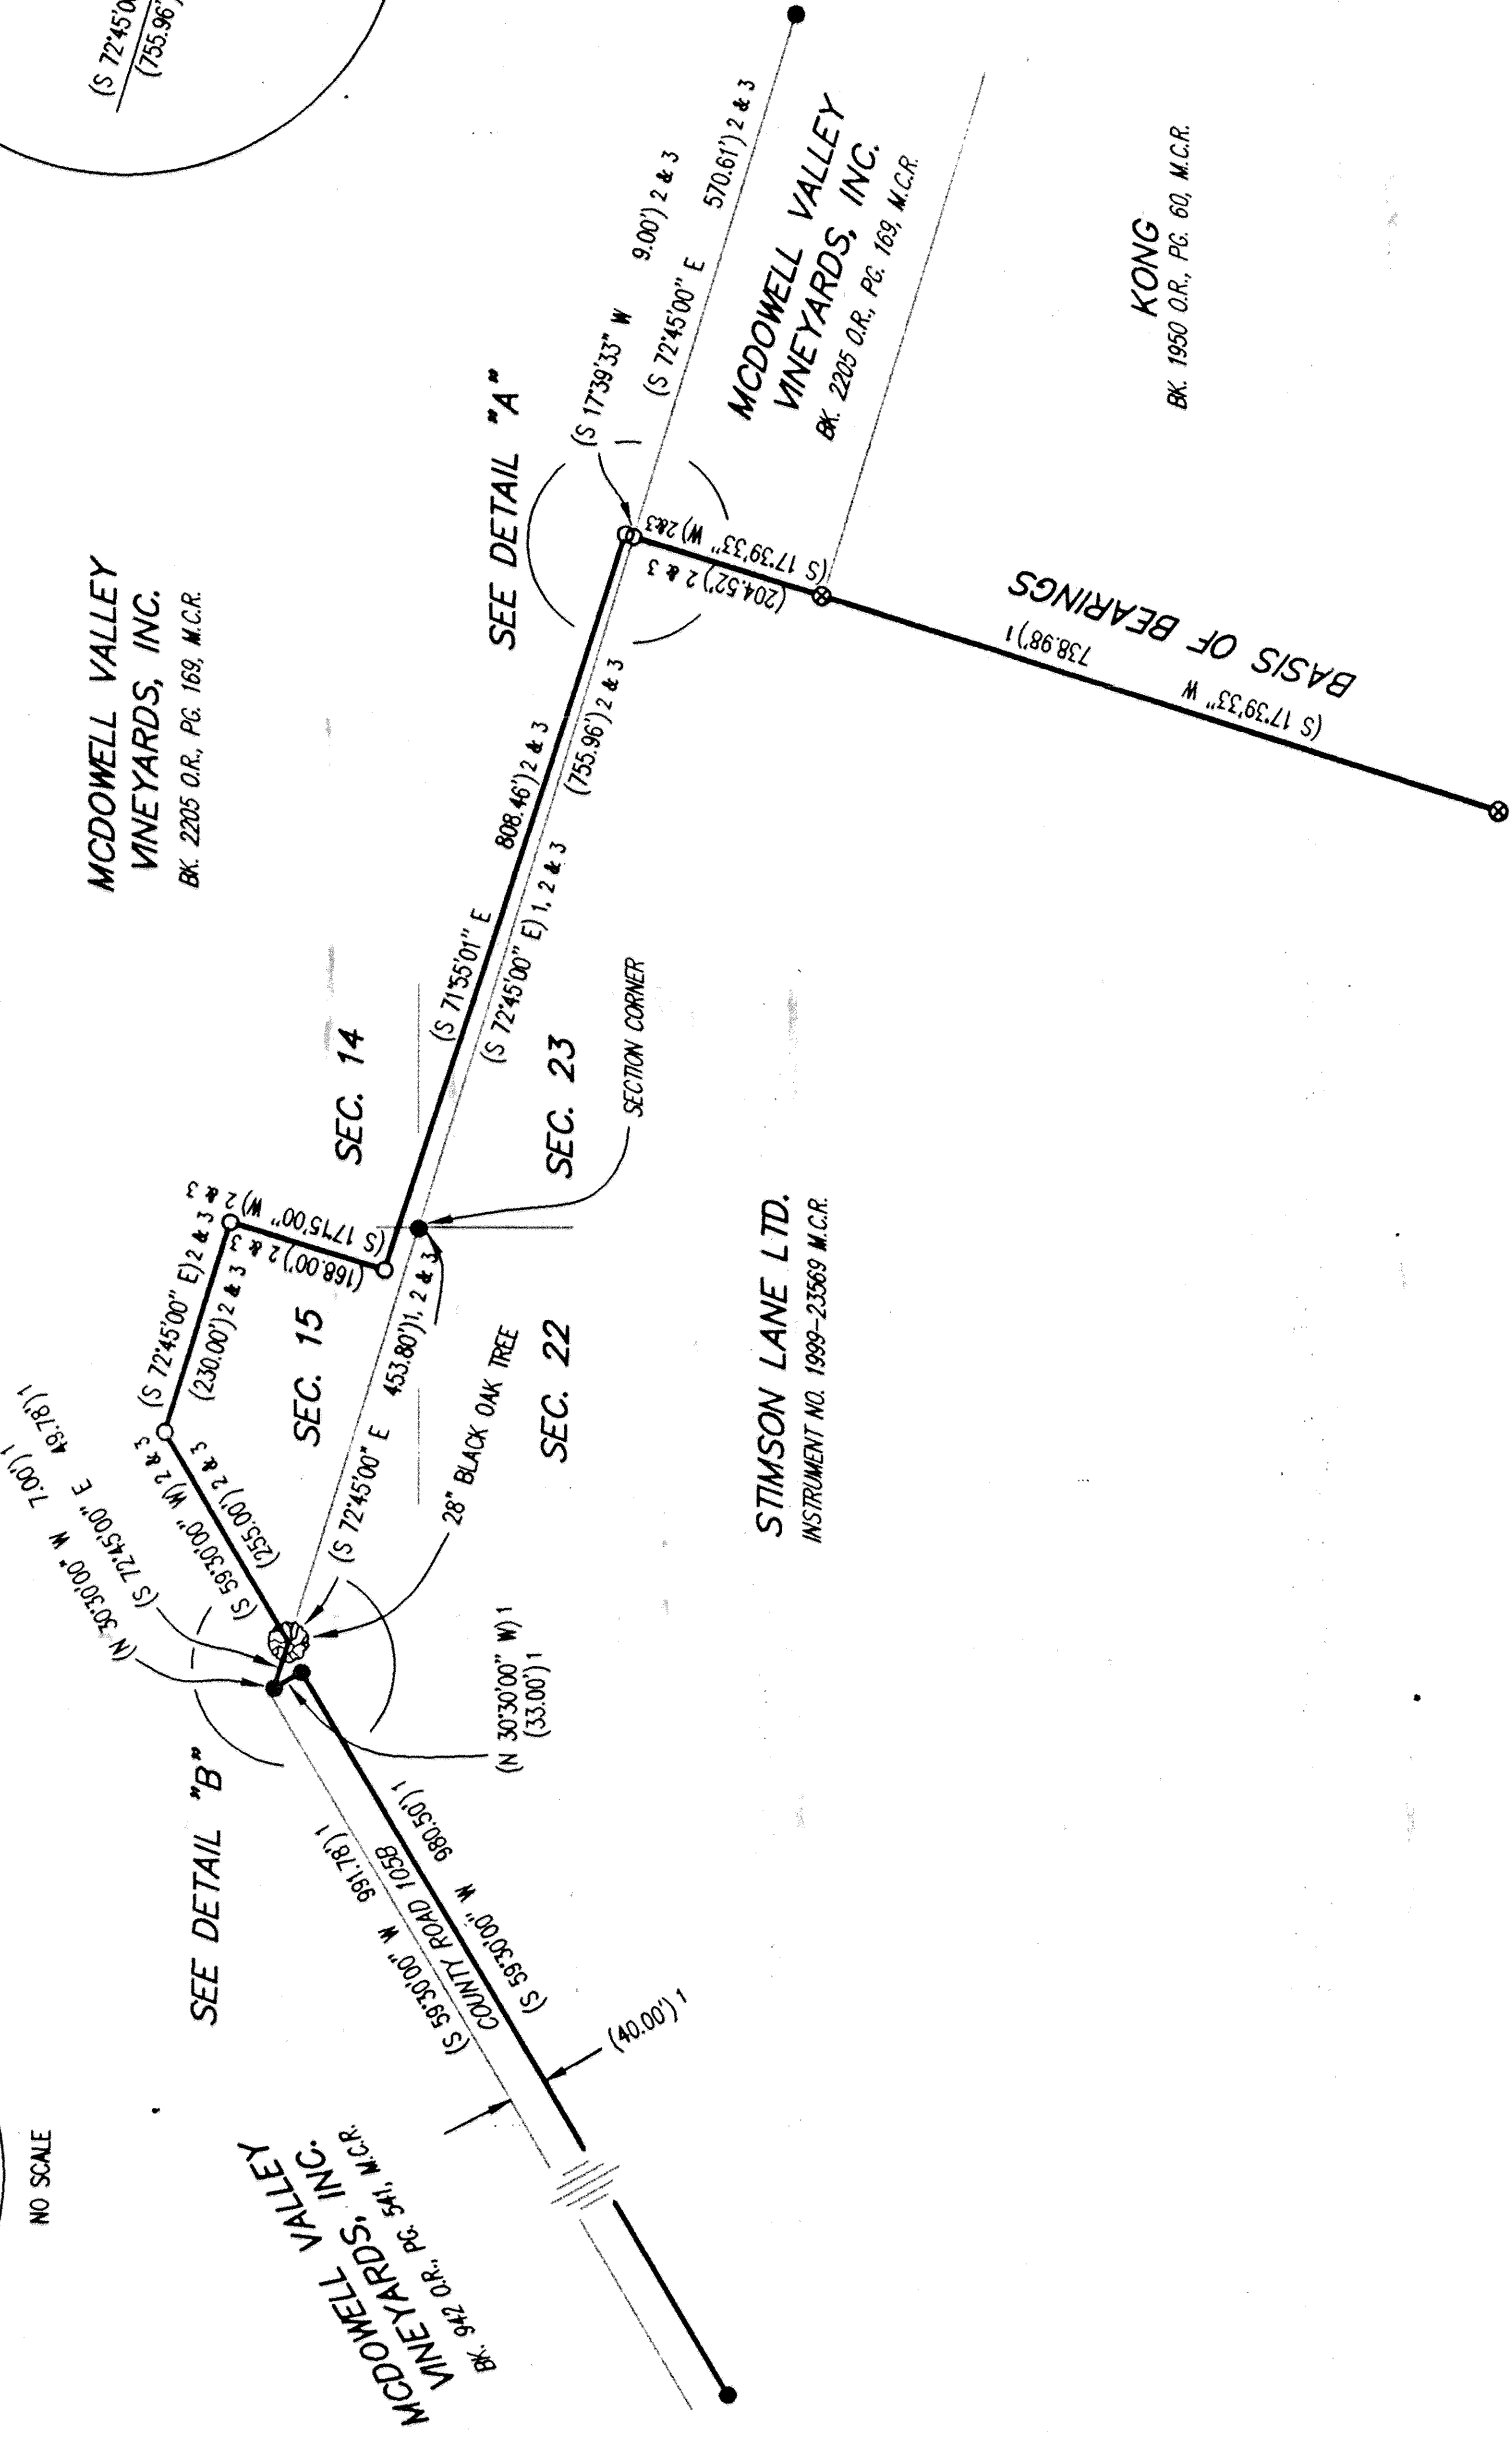 (S 72°45'0
(755.96'
NO SCALE
MCDOWELL VALLEY
VINEYARDS, INC.
BK. 942 O.R., PG. 541, M.C.R.
SEE DETAIL "B"
(N 30°30'00" W 7.00')1
(S 72°45'00" E 49.78')1
(S 59°30'00" W) 2 & 3
(255.00') 2 & 3
(S 72°45'00" E) 2 & 3
(230.00') 2 & 3
(S 17°15'00" W) 2 & 3
(168.00') 2 & 3
(S 59°30'00" W 991.78')1
COUNTY ROAD 105B
(S 59°30'00" W 980.50')1
(40.00')1
(N 30°30'00" W)1
(33.00')1
28" BLACK OAK TREE
(S 72°45'00" E 453.80')1, 2 & 3
SEC. 15
SEC. 14
SEC. 22
SEC. 23
SECTION CORNER
MCDOWELL VALLEY
VINEYARDS, INC.
BK. 2205 O.R., PG. 169, M.C.R.
(S 71°55'01" E 808.46') 2 & 3
(S 72°45'00" E) 1, 2 & 3
(755.96') 2 & 3
SEE DETAIL "A"
(S 17°39'33" W 9.00') 2 & 3
(S 72°45'00" E 570.61') 2 & 3
(S 17°39'33" W) 2&3
(204.52') 2 & 3
MCDOWELL VALLEY
VINEYARDS, INC.
BK. 2205 O.R., PG. 169, M.C.R.
(S 17°39'33" W 738.98')1
BASIS OF BEARINGS
KONG
BK. 1950 O.R., PG. 60, M.C.R.
STIMSON LANE LTD.
INSTRUMENT NO. 1999-23569 M.C.R.